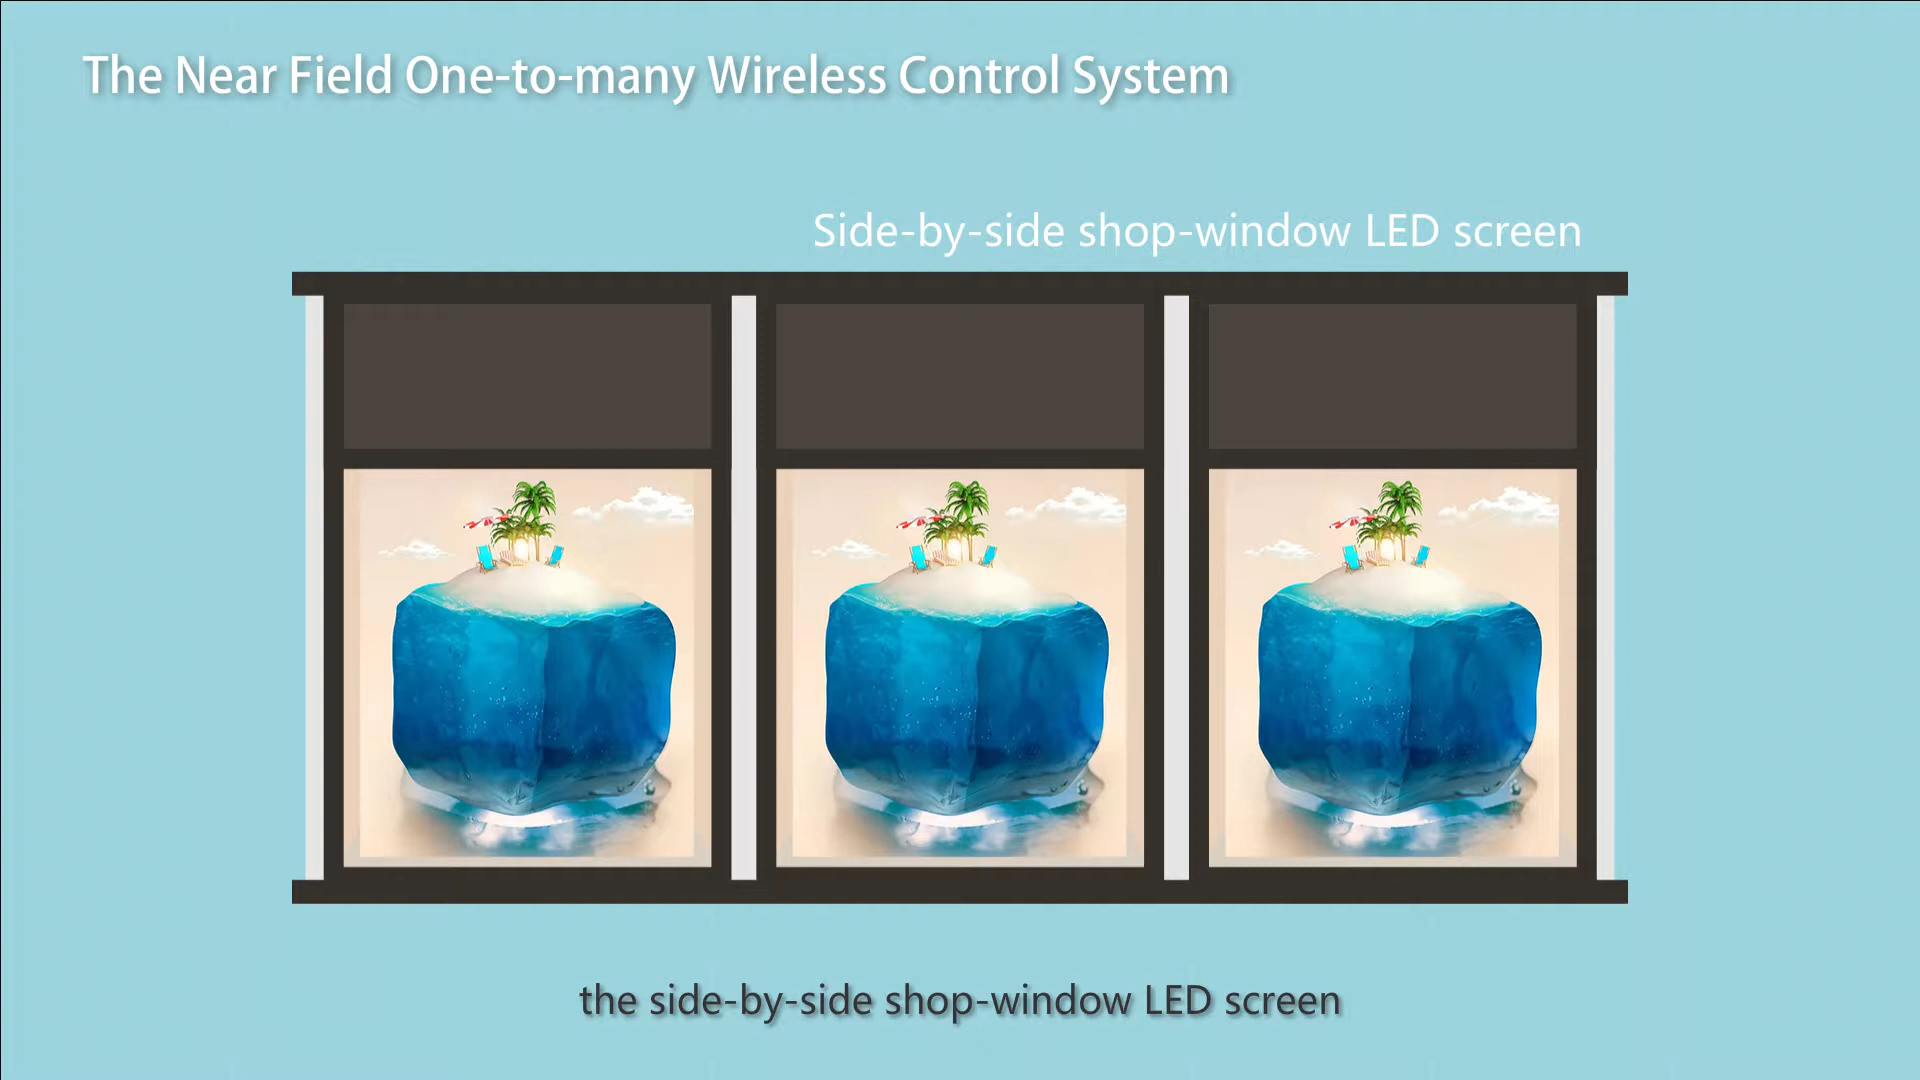 The Near Field One-to-many Wireless Control System
Side-by-side shop-window LED screen
the side-by-side shop-window LED screen